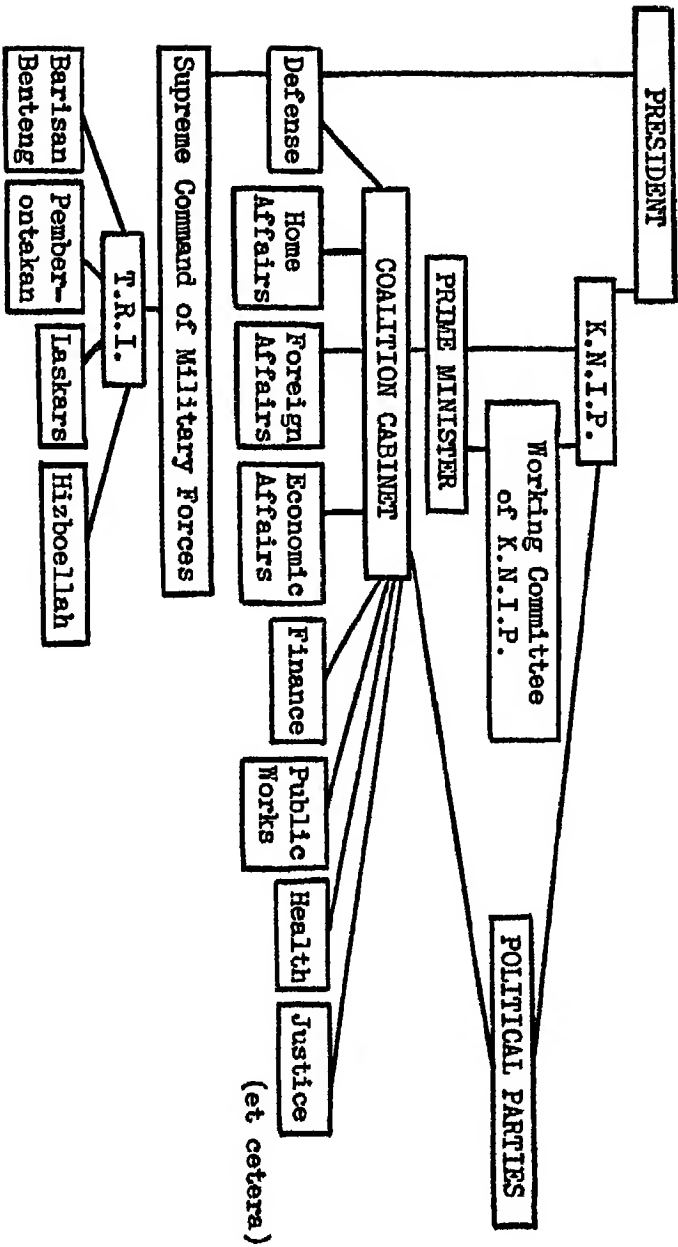 PRESIDENT
K.N.I.P.
Working Committee
of K.N.I.P.
POLITICAL PARTIES
PRIME MINISTER
COALITION CABINET
Defense
Home
Affairs
Foreign
Affairs
Economic
Affairs
Finance
Public
Works
Health
Justice
(et cetera)
Supreme Command of Military Forces
T.R.I.
Barisan
Benteng
Pember-
ontakan
Laskars
Hizboellah